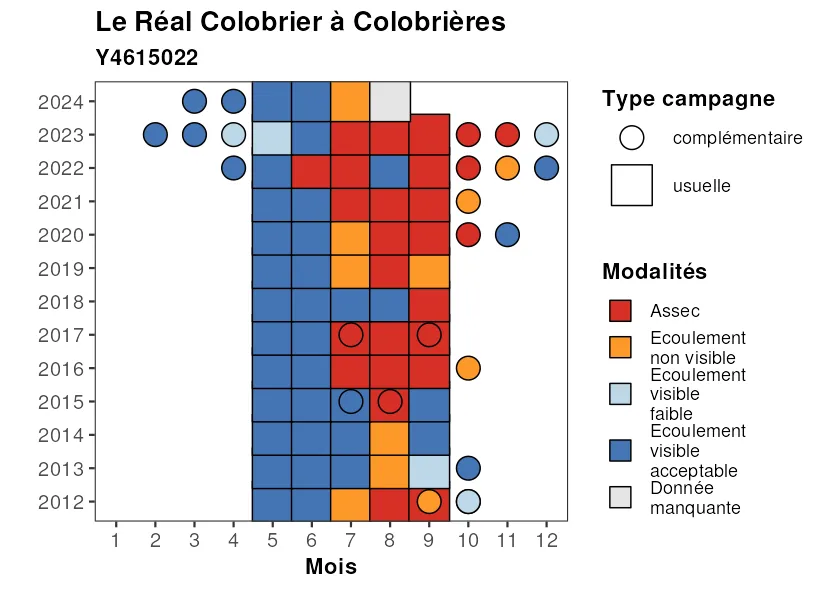 Le Réal Colobrier à Colobrières
Y4615022
2024
2023
2022
2021
2020
2019
2018
2017
2016
2015
2014
2013
2012
1 2 3 4 5 6 7 8 9 10 11 12
Mois
Type campagne
complémentaire
usuelle
Modalités
Assec
Ecoulement
non visible
Ecoulement
visible
faible
Ecoulement
visible
acceptable
Donnée
manquante